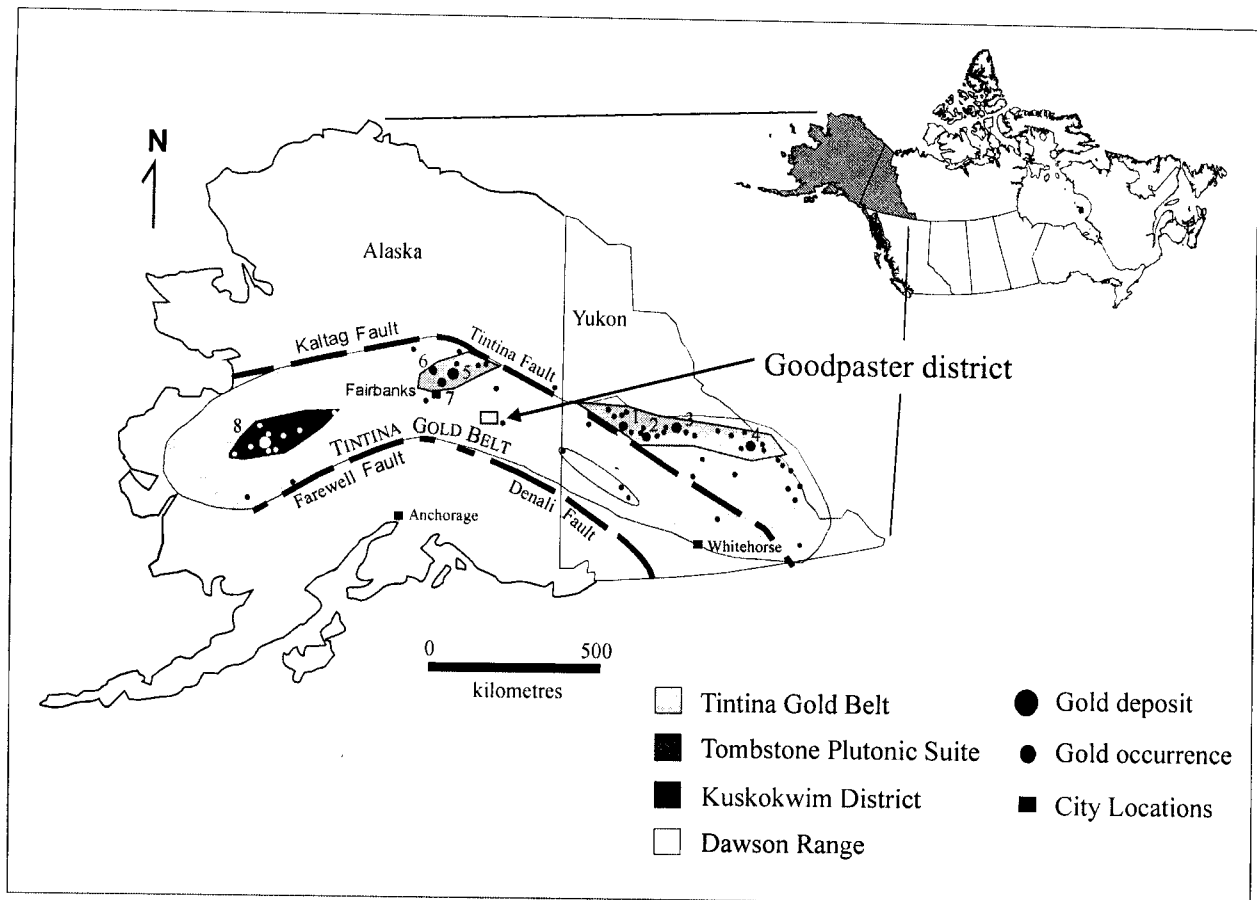 N
Alaska
Yukon
Kaltag Fault
Tintina Fault
Goodpaster district
6
5
Fairbanks
7
1
2
3
4
8
TINTINA GOLD BELT
Farewell Fault
Denali Fault
Anchorage
Whitehorse
0 500
kilometres
Tintina Gold Belt
Tombstone Plutonic Suite
Kuskokwim District
Dawson Range
Gold deposit
Gold occurrence
City Locations